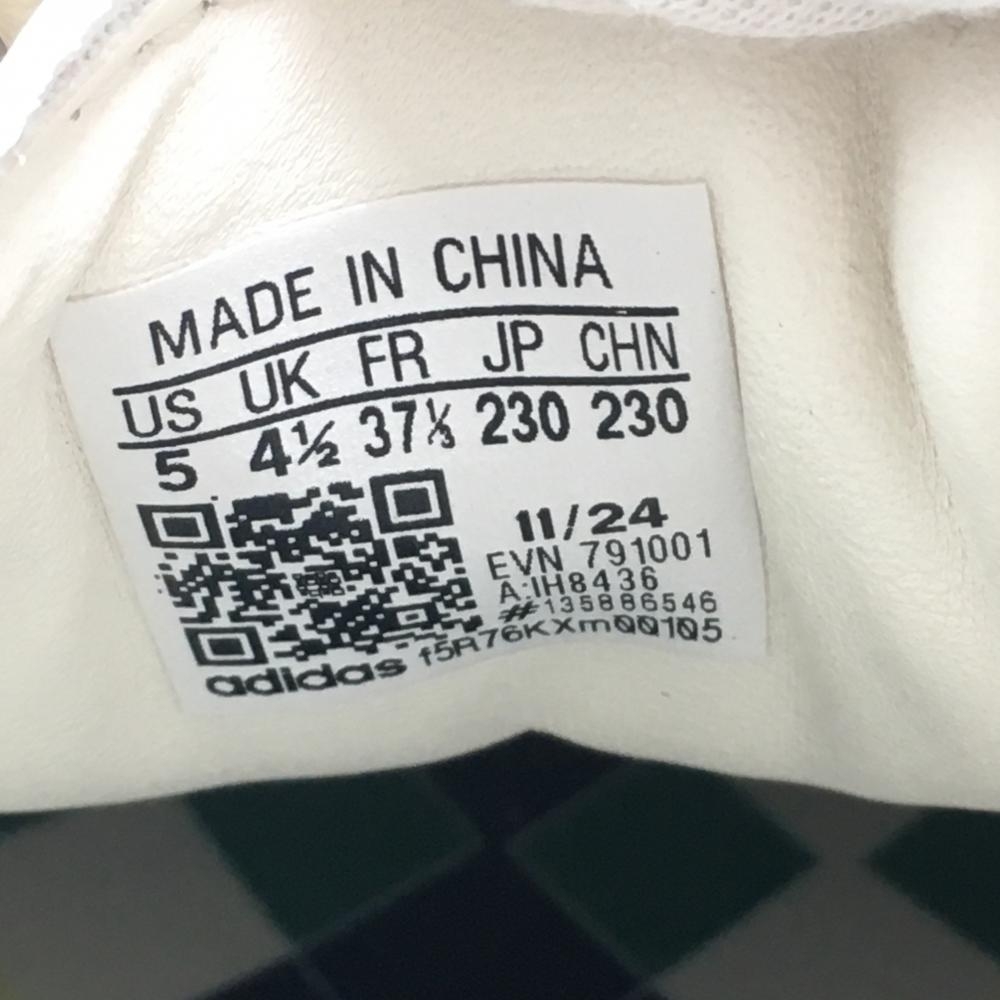 MADE IN CHINA
US UK FR JP CHN
5 4½ 37⅓ 230 230
11/24
EVN 791001
A:IH8436
#135886546
adidas f5R76KXm00105